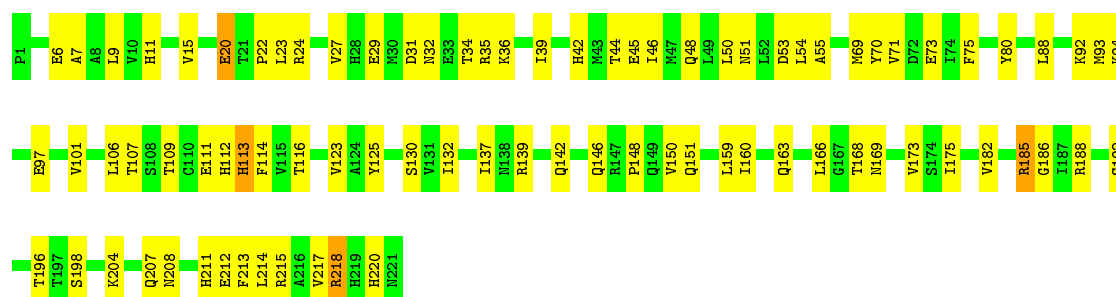 P1 E6 A7 A8 L9 V10 H11 V15 E20 T21 P22 L23 R24 V27 H28 E29 M30 D31 N32 E33 T34 R35 K36 I39 H42 M43 T44 E45 I46 M47 Q48 L49 L50 N51 L52 D53 L54 A55 M69 Y70 V71 D72 E73 I74 F75 Y80 L88 K92 M93
E97 V101 L106 T107 S108 T109 C110 E111 H112 H113 F114 V115 T116 V123 A124 Y125 S130 V131 I132 I137 N138 R139 Q142 Q146 R147 P148 Q149 V150 Q151 L159 I160 Q163 L166 G167 T168 N169 V173 S174 I175 V182 R185 G186 I187 R188
T196 T197 S198 K204 Q207 N208 H211 E212 F213 L214 R215 A216 V217 R218 H219 H220 N221